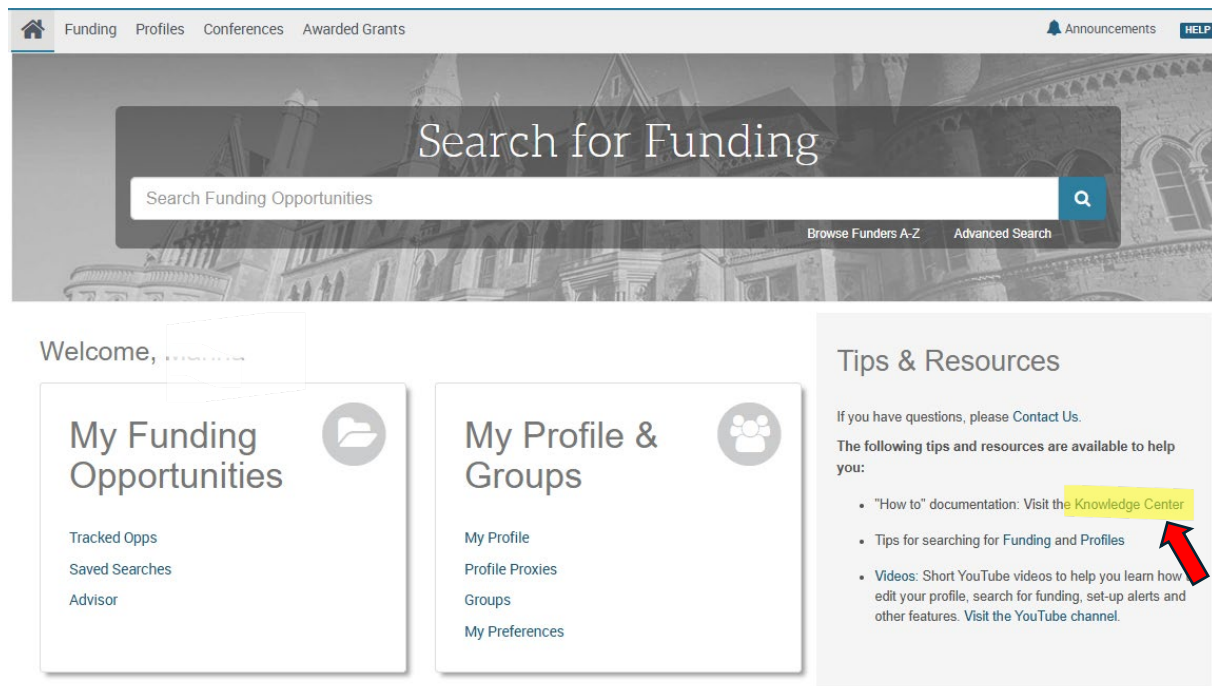 Funding Profiles Conferences Awarded Grants Announcements HELP
Search for Funding
Search Funding Opportunities
Browse Funders A-Z Advanced Search
Welcome,
My Funding
Opportunities
Tracked Opps
Saved Searches
Advisor
My Profile &
Groups
My Profile
Profile Proxies
Groups
My Preferences
Tips & Resources
If you have questions, please Contact Us.
The following tips and resources are available to help
you:
• "How to" documentation: Visit the Knowledge Center
• Tips for searching for Funding and Profiles
• Videos: Short YouTube videos to help you learn how
edit your profile, search for funding, set-up alerts and
other features. Visit the YouTube channel.